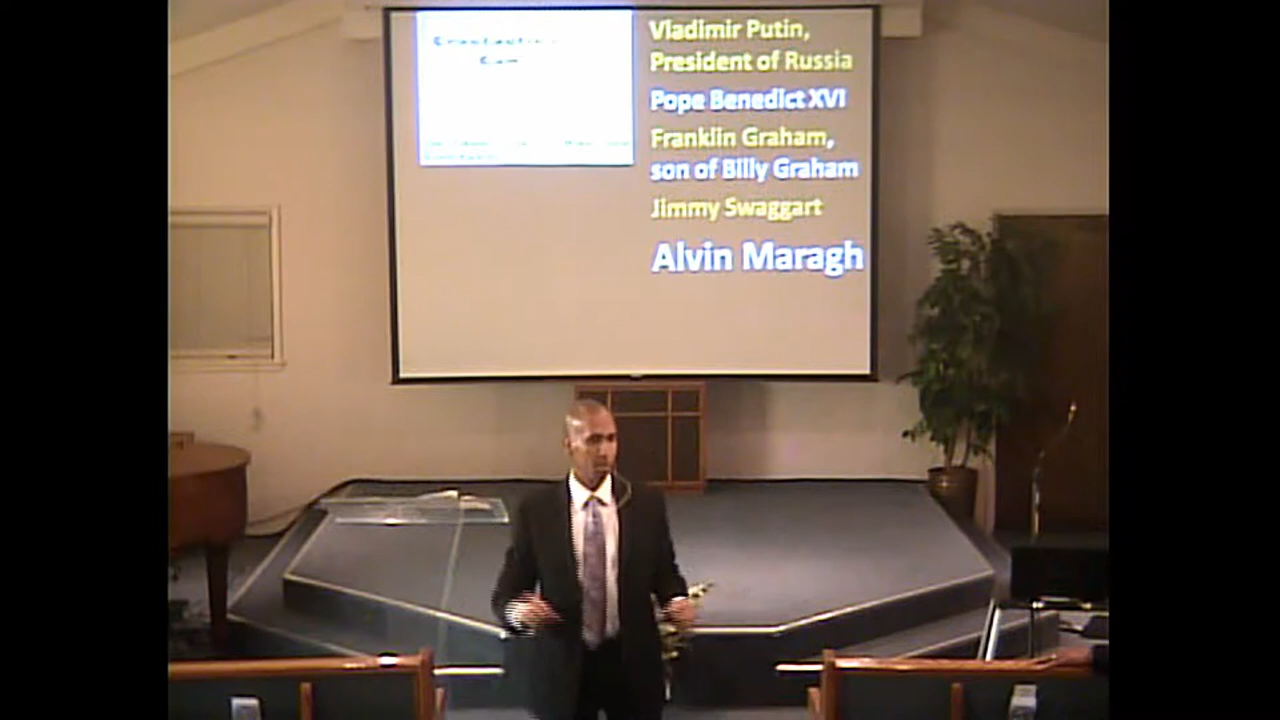 Vladimir Putin,
President of Russia
Pope Benedict XVI
Franklin Graham,
son of Billy Graham
Jimmy Swaggart
Alvin Maragh